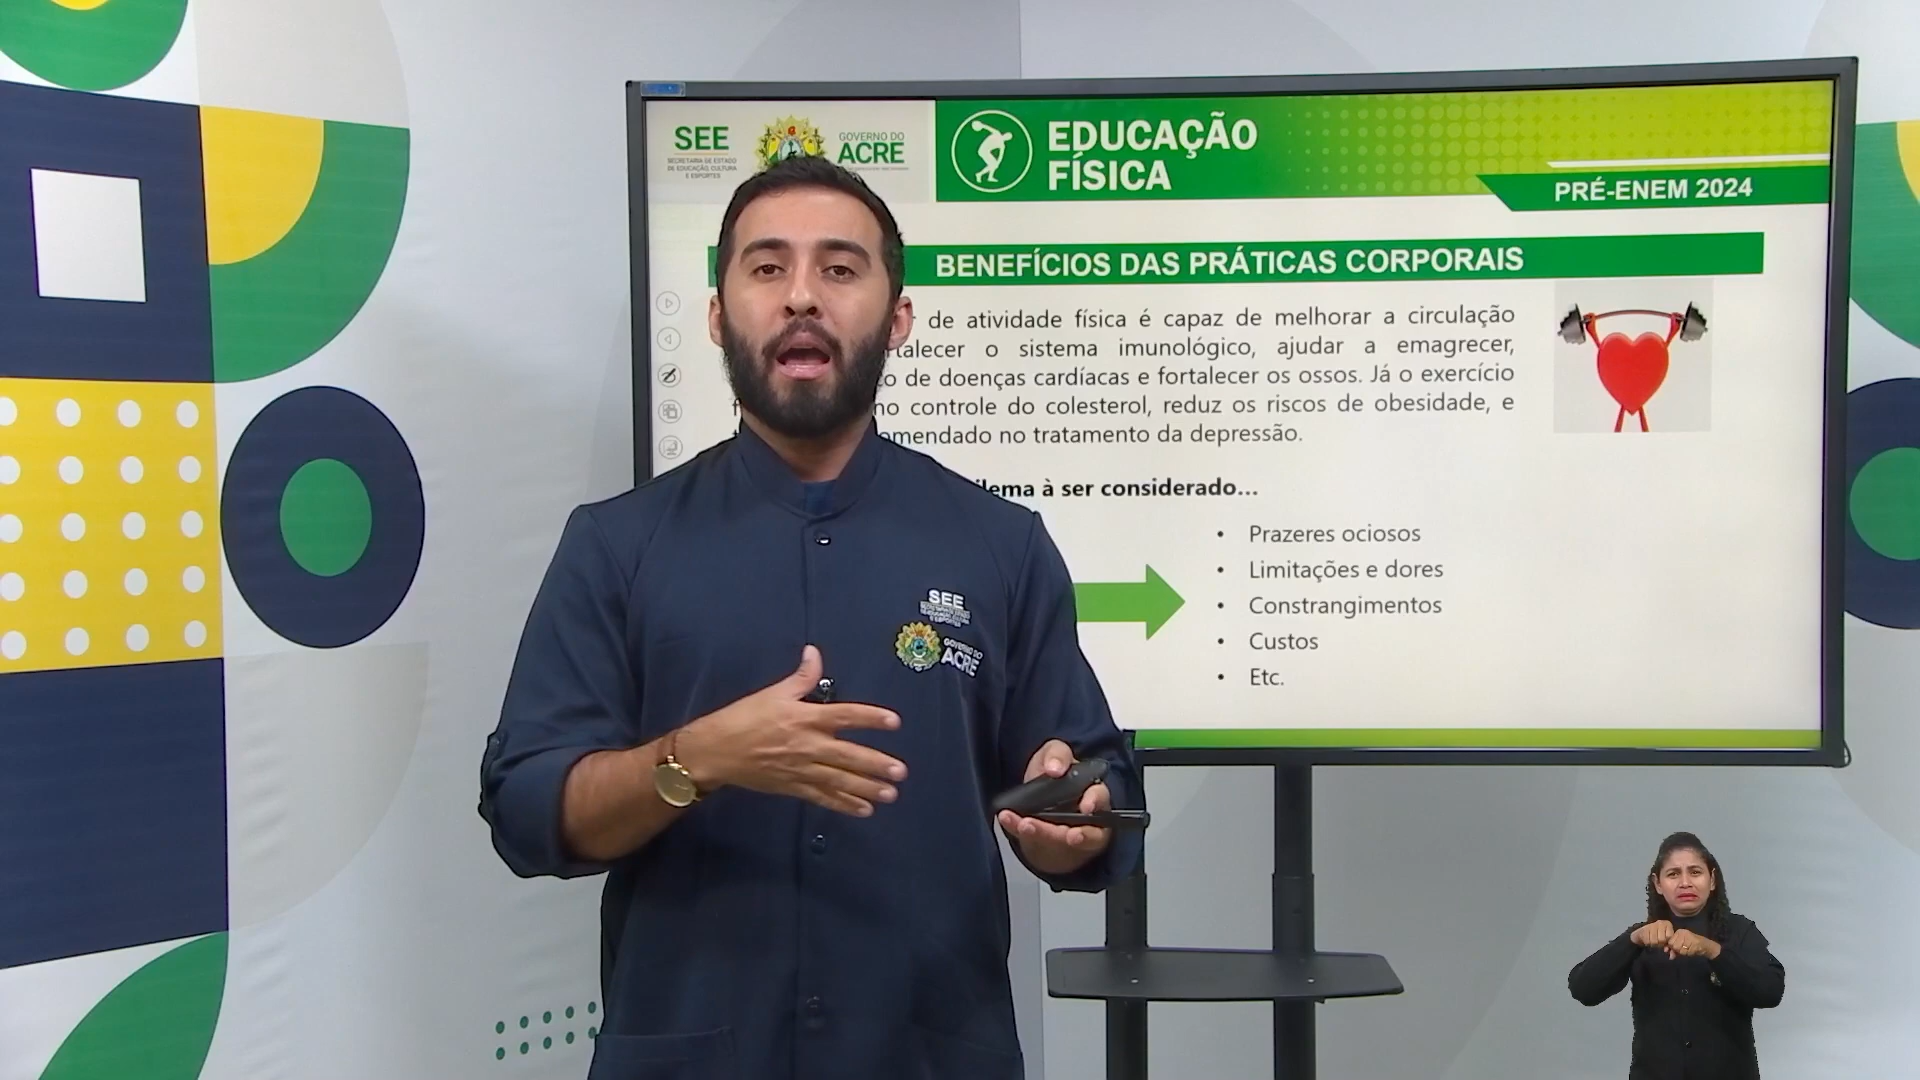 SEE
SECRETARIA DE ESTADO
DE EDUCAÇÃO, CULTURA
E ESPORTES
GOVERNO DO
ACRE
EDUCAÇÃO
FÍSICA
PRÉ-ENEM 2024
BENEFÍCIOS DAS PRÁTICAS CORPORAIS
de atividade física é capaz de melhorar a circulação
o sistema imunológico, ajudar a emagrecer,
de doenças cardíacas e fortalecer os ossos. Já o exercício
no controle do colesterol, reduz os riscos de obesidade, e
no tratamento da depressão.
à ser considerado...
• Prazeres ociosos
• Limitações e dores
• Constrangimentos
• Custos
• Etc.
SEE
GOVERNO DO
ACRE